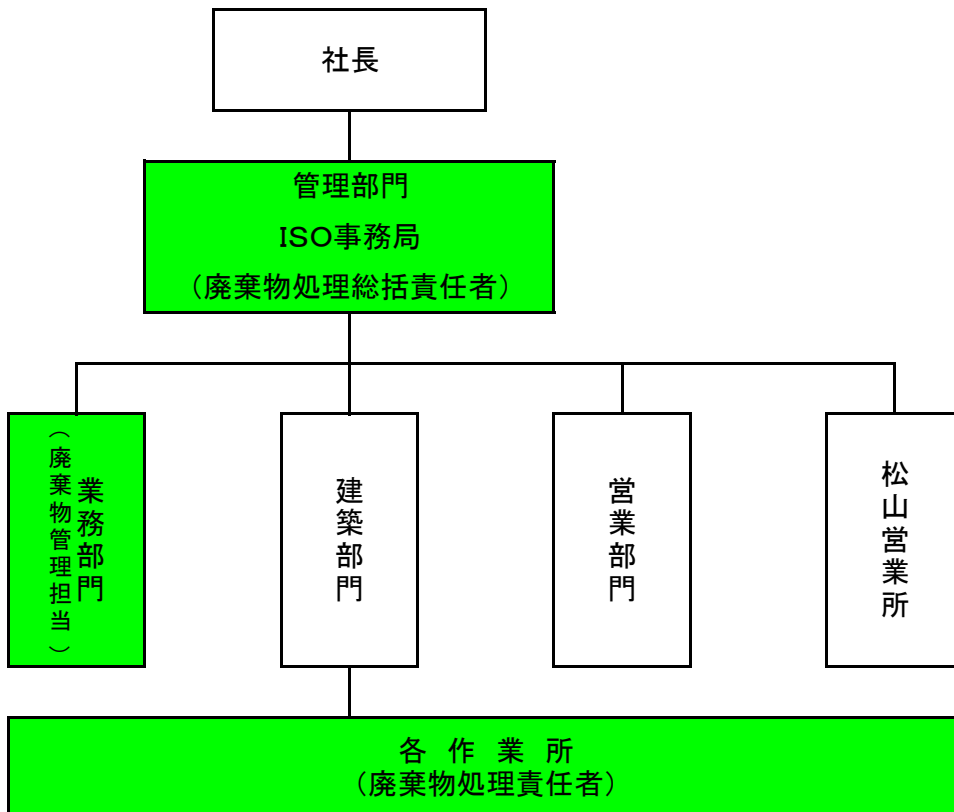 社長
管理部門
ISO事務局
（廃棄物処理総括責任者）
業務部門
（廃棄物管理担当）
建築部門
営業部門
松山営業所
各 作 業 所
（廃棄物処理責任者）